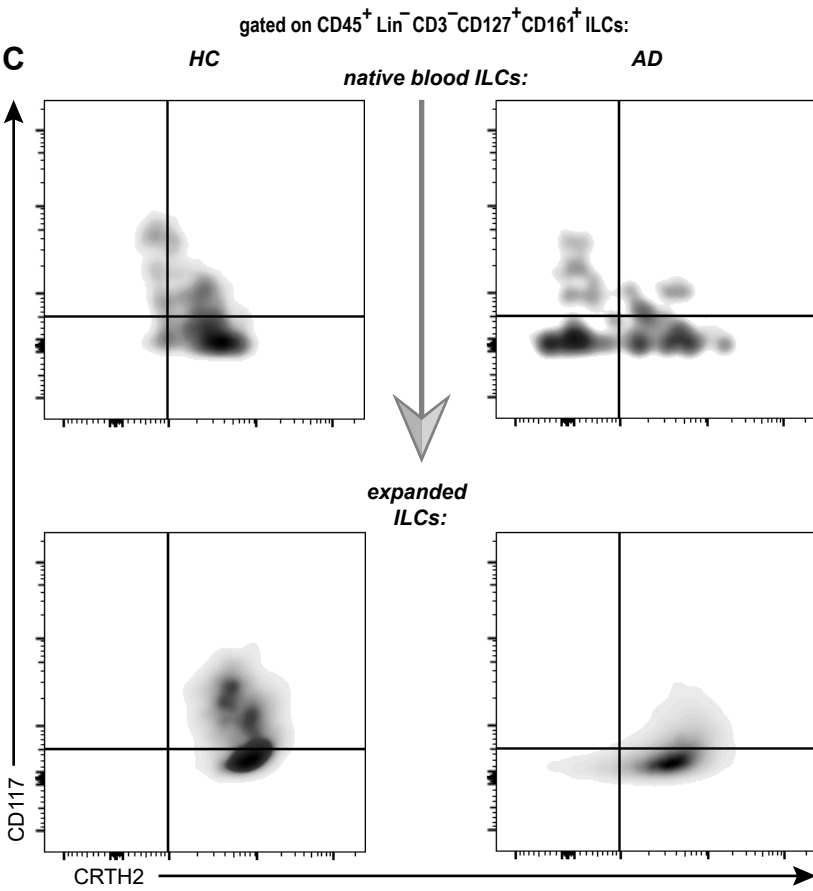 gated on CD45⁺ Lin⁻ CD3⁻CD127⁺CD161⁺ ILCs:
C
HC
AD
native blood ILCs:
expanded
ILCs:
CD117
CRTH2